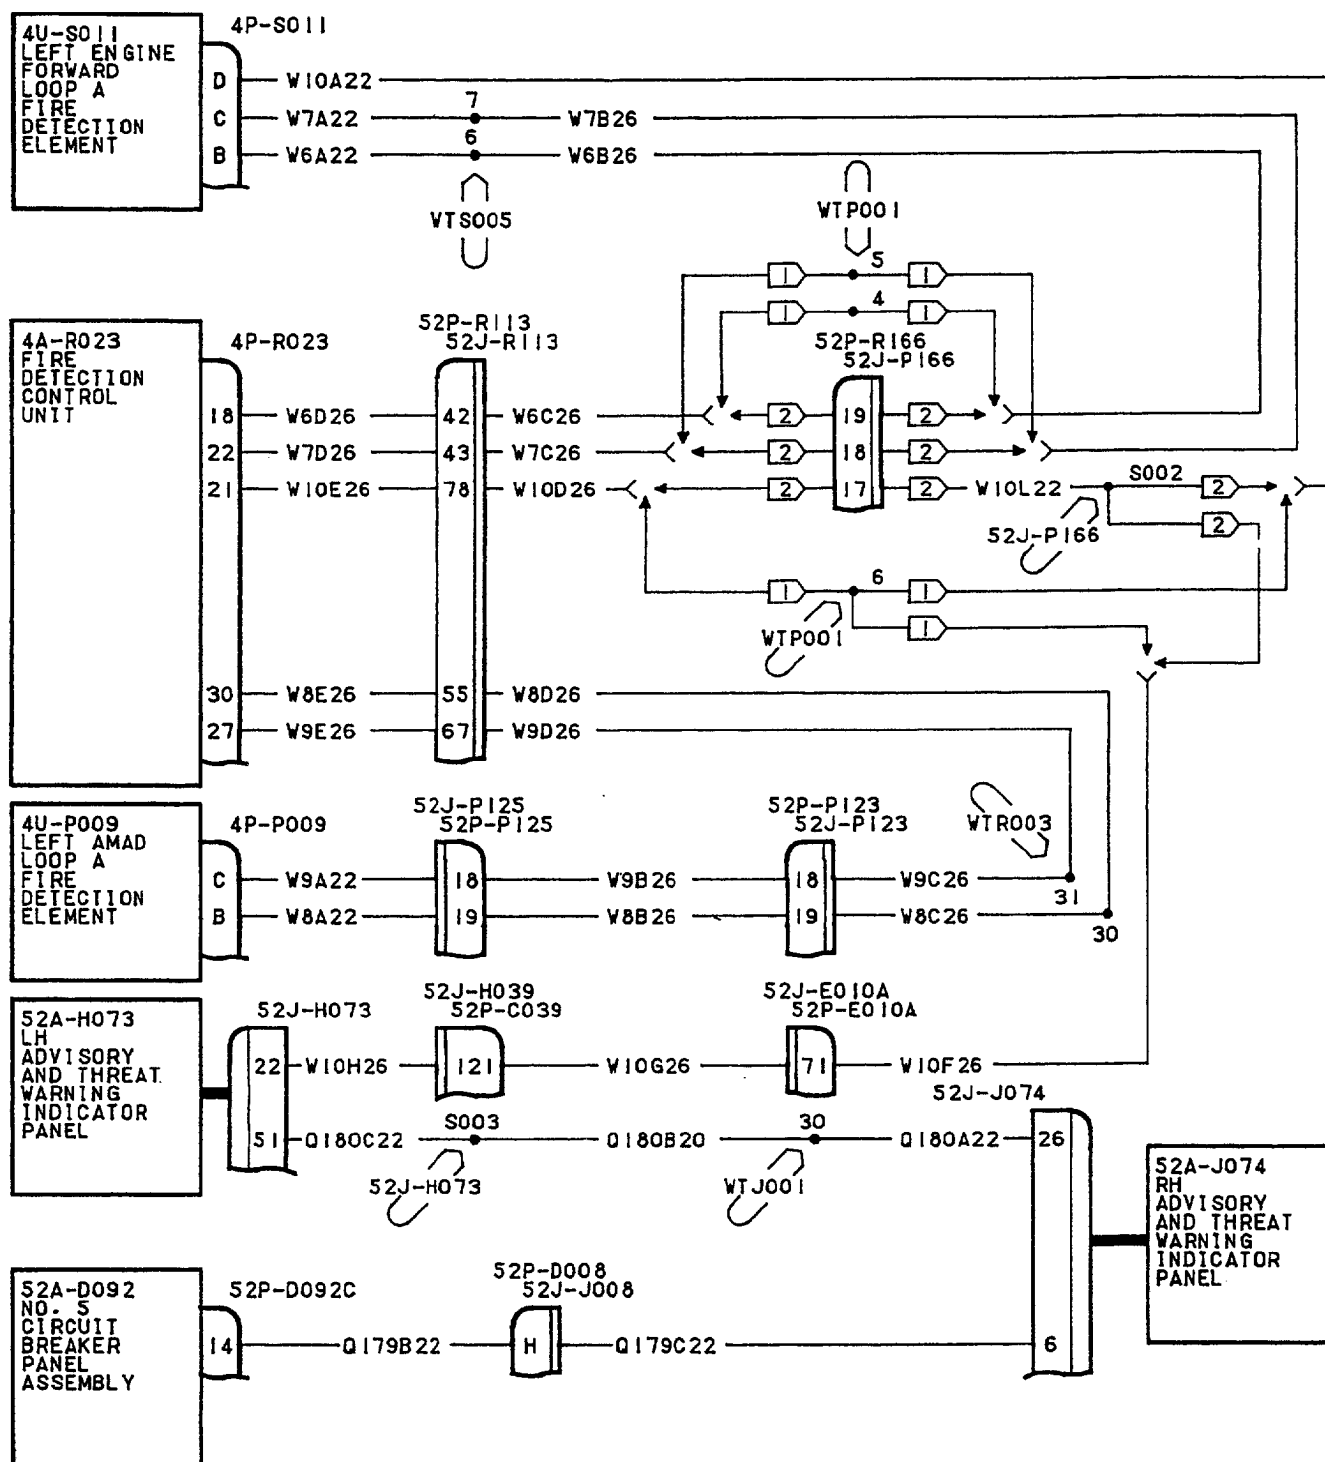 4U-S011
LEFT ENGINE
FORWARD
LOOP A
FIRE
DETECTION
ELEMENT
4P-S011
D W10A22
C W7A22 7 W7B26
B W6A22 6 W6B26
WTS005
WTP001
1 5 1
1 4 1
4A-R023
FIRE
DETECTION
CONTROL
UNIT
4P-R023
52P-R113
52J-R113
52P-R166
52J-P166
18 W6D26 42 W6C26 2 19 2
22 W7D26 43 W7C26 2 18 2
21 W10E26 78 W10D26 2 17 2 W10L22 S002 2
52J-P166
2
1 6 1
WTP001
1
30 W8E26 55 W8D26
27 W9E26 67 W9D26
4U-P009
LEFT AMAD
LOOP A
FIRE
DETECTION
ELEMENT
4P-P009
52J-P125
52P-P125
52P-P123
52J-P123
WTR003
C W9A22 18 W9B26 18 W9C26 31
B W8A22 19 W8B26 19 W8C26 30
52A-H073
LH
ADVISORY
AND THREAT
WARNING
INDICATOR
PANEL
52J-H073
52J-H039
52P-C039
52J-E010A
52P-E010A
22 W10H26 121 W10G26 71 W10F26
52J-J074
51 Q180C22 S003 Q180B20 30 Q180A22 26
52J-H073
WTJ001
52A-J074
RH
ADVISORY
AND THREAT
WARNING
INDICATOR
PANEL
52A-D092
NO. 5
CIRCUIT
BREAKER
PANEL
ASSEMBLY
52P-D092C
52P-D008
52J-J008
14 Q179B22 H Q179C22 6